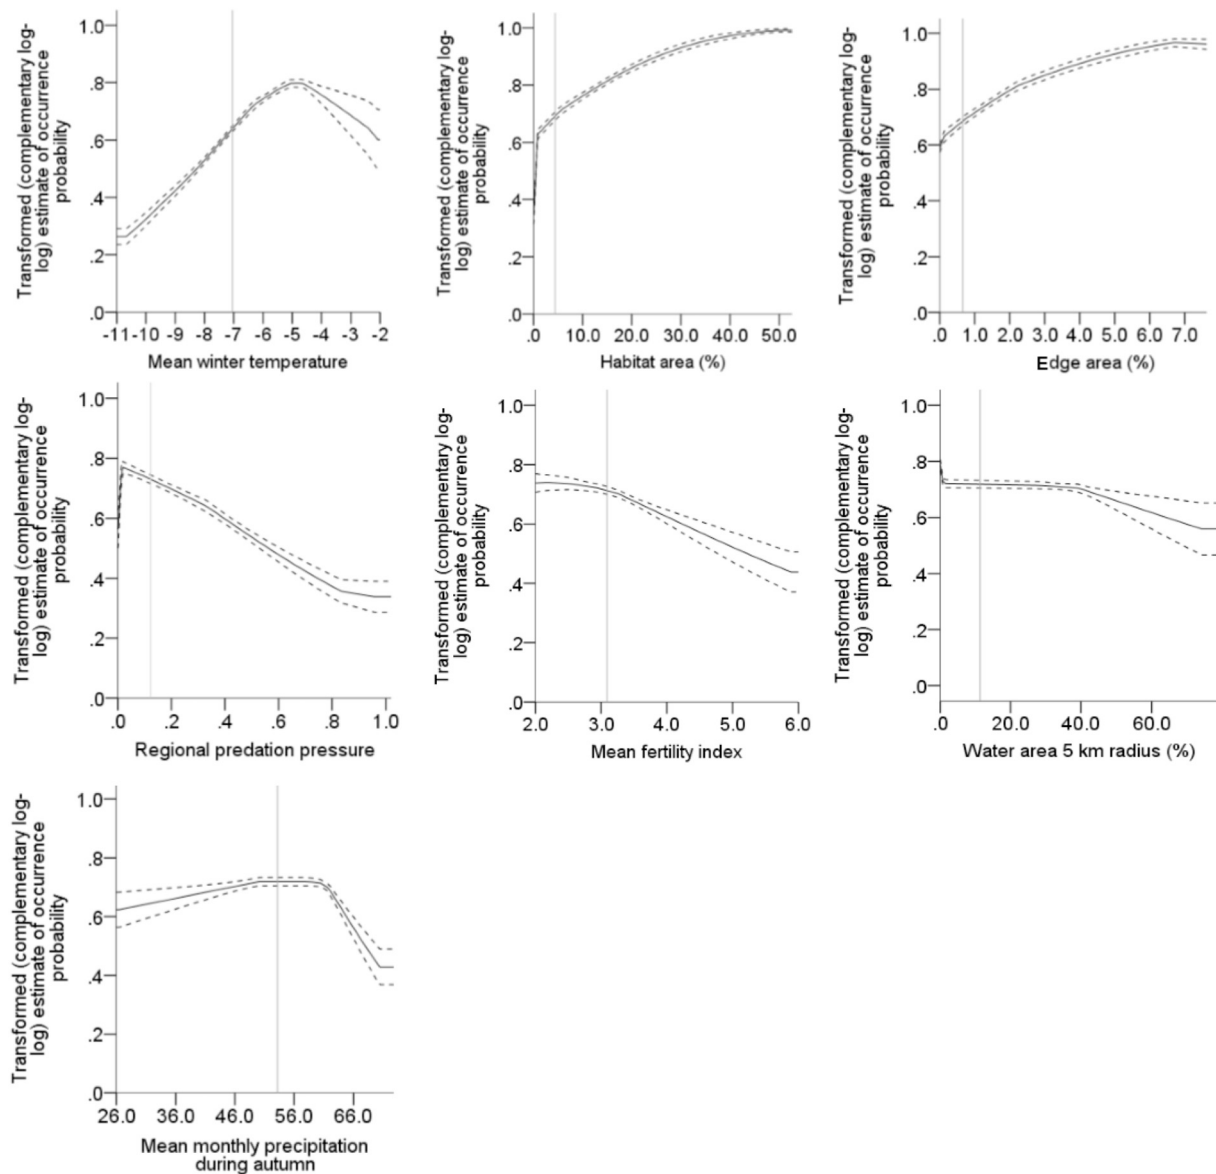 Transformed (complementary log-
log) estimate of occurrence
probability
1.0
.8
.6
.4
.2
.0
-11 -10 -9 -8 -7 -6 -5 -4 -3 -2
Mean winter temperature
Transformed (complementary log-
log) estimate of occurrence
probability
1.0
.8
.6
.4
.2
.0
.0 10.0 20.0 30.0 40.0 50.0
Habitat area (%)
Transformed (complementary log-
log) estimate of occurrence
probability
1.0
.8
.6
.4
.2
.0
.0 1.0 2.0 3.0 4.0 5.0 6.0 7.0
Edge area (%)
Transformed (complementary log-
log) estimate of occurrence
probability
1.0
.8
.6
.4
.2
.0
.0 .2 .4 .6 .8 1.0
Regional predation pressure
Transformed (complementary log-
log) estimate of occurrence
probability
1.0
.8
.6
.4
.2
.0
2.0 3.0 4.0 5.0 6.0
Mean fertility index
Transformed (complementary log-
log) estimate of occurrence
probability
1.0
.8
.6
.4
.2
.0
.0 20.0 40.0 60.0
Water area 5 km radius (%)
Transformed (complementary log-
log) estimate of occurrence
probability
1.0
.8
.6
.4
.2
.0
26.0 36.0 46.0 56.0 66.0
Mean monthly precipitation
during autumn